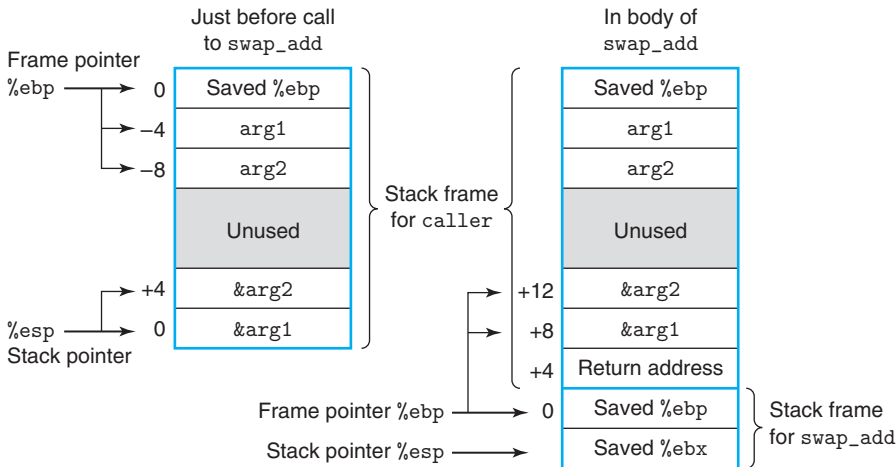 Just before call
to swap_add
In body of
swap_add
Frame pointer
%ebp
0
Saved %ebp
Saved %ebp
−4
arg1
arg1
−8
arg2
arg2
Unused
Stack frame
for caller
Unused
+4
&arg2
+12
&arg2
%esp
0
&arg1
+8
&arg1
Stack pointer
+4
Return address
Frame pointer %ebp
0
Saved %ebp
Stack frame
for swap_add
Stack pointer %esp
Saved %ebx